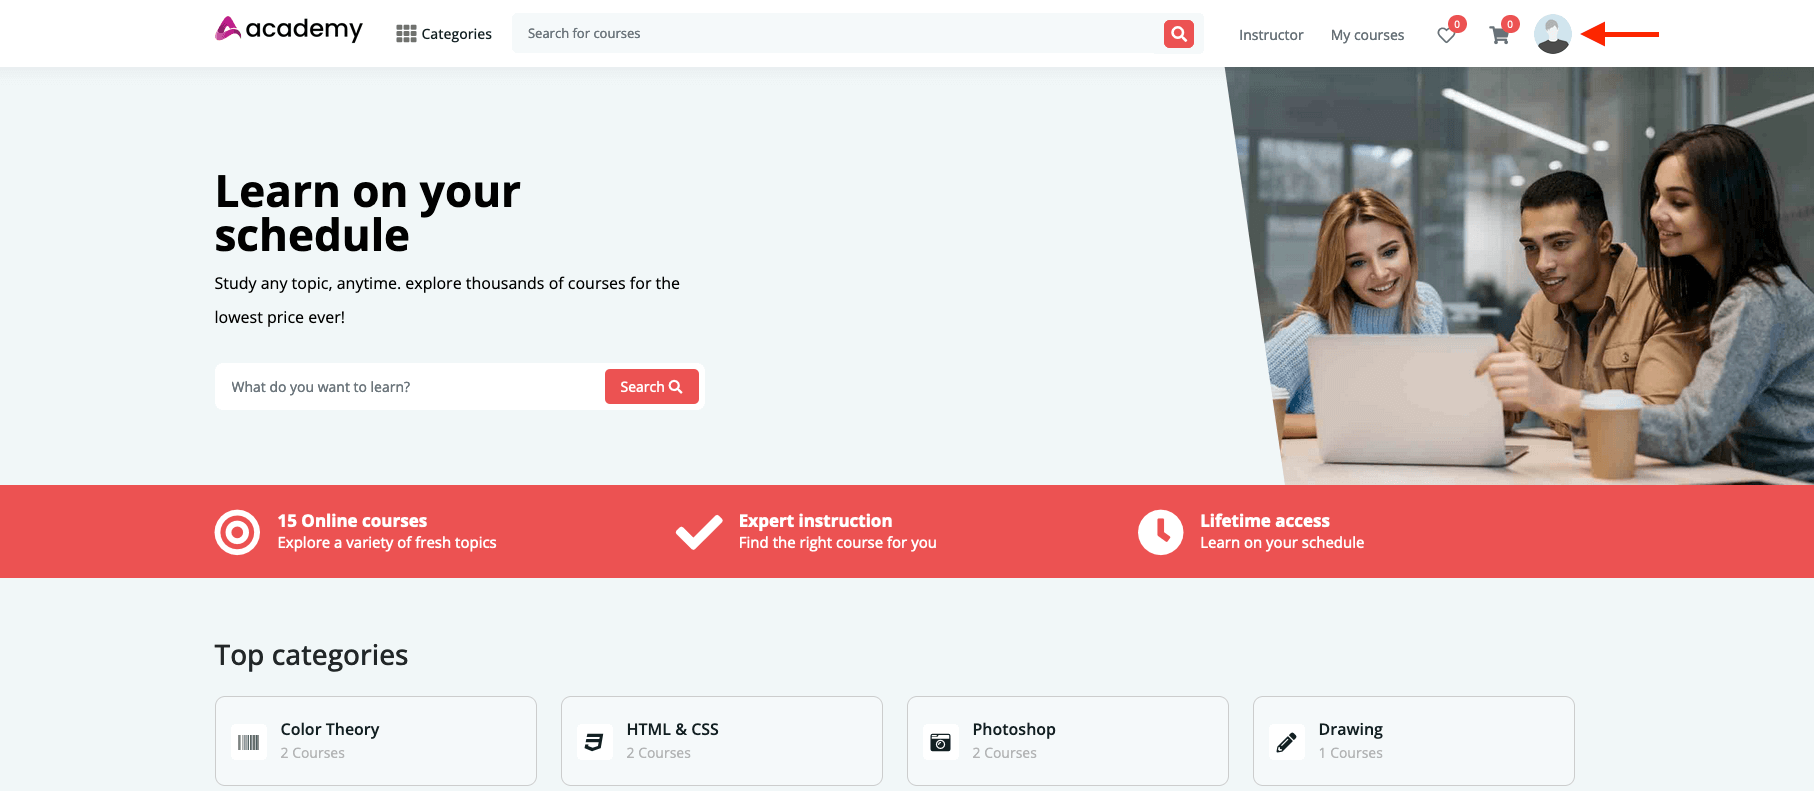 academy
Categories
Search for courses
Instructor
My courses
0
0
Learn on your
schedule
Study any topic, anytime. explore thousands of courses for the
lowest price ever!
What do you want to learn?
Search
15 Online courses
Explore a variety of fresh topics
Expert instruction
Find the right course for you
Lifetime access
Learn on your schedule
Top categories
Color Theory
2 Courses
HTML & CSS
2 Courses
Photoshop
2 Courses
Drawing
1 Courses